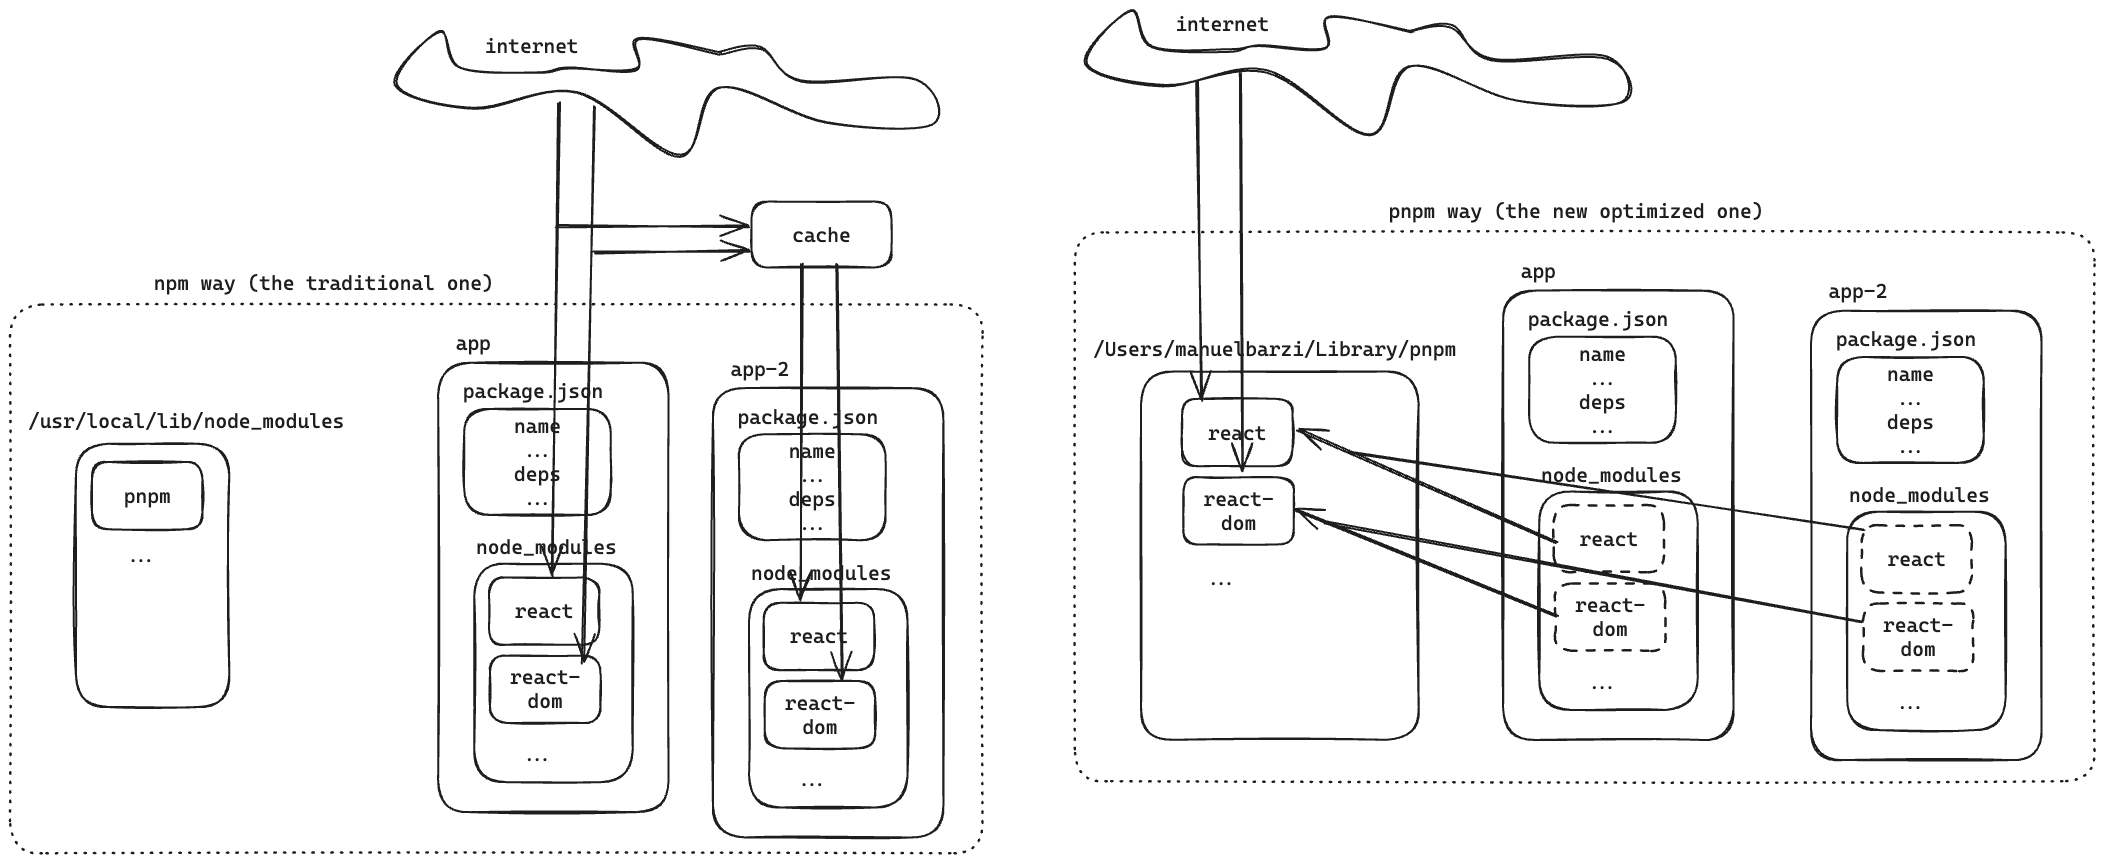 internet
cache
npm way (the traditional one)
/usr/local/lib/node_modules
pnpm
...
app
package.json
name
...
deps
...
node_modules
react
react-
dom
...
app-2
package.json
name
...
deps
...
node_modules
react
react-
dom
...
internet
pnpm way (the new optimized one)
/Users/manuelbarzi/Library/pnpm
react
react-
dom
...
app
package.json
name
...
deps
...
node_modules
react
react-
dom
...
app-2
package.json
name
...
deps
...
node_modules
react
react-
dom
...